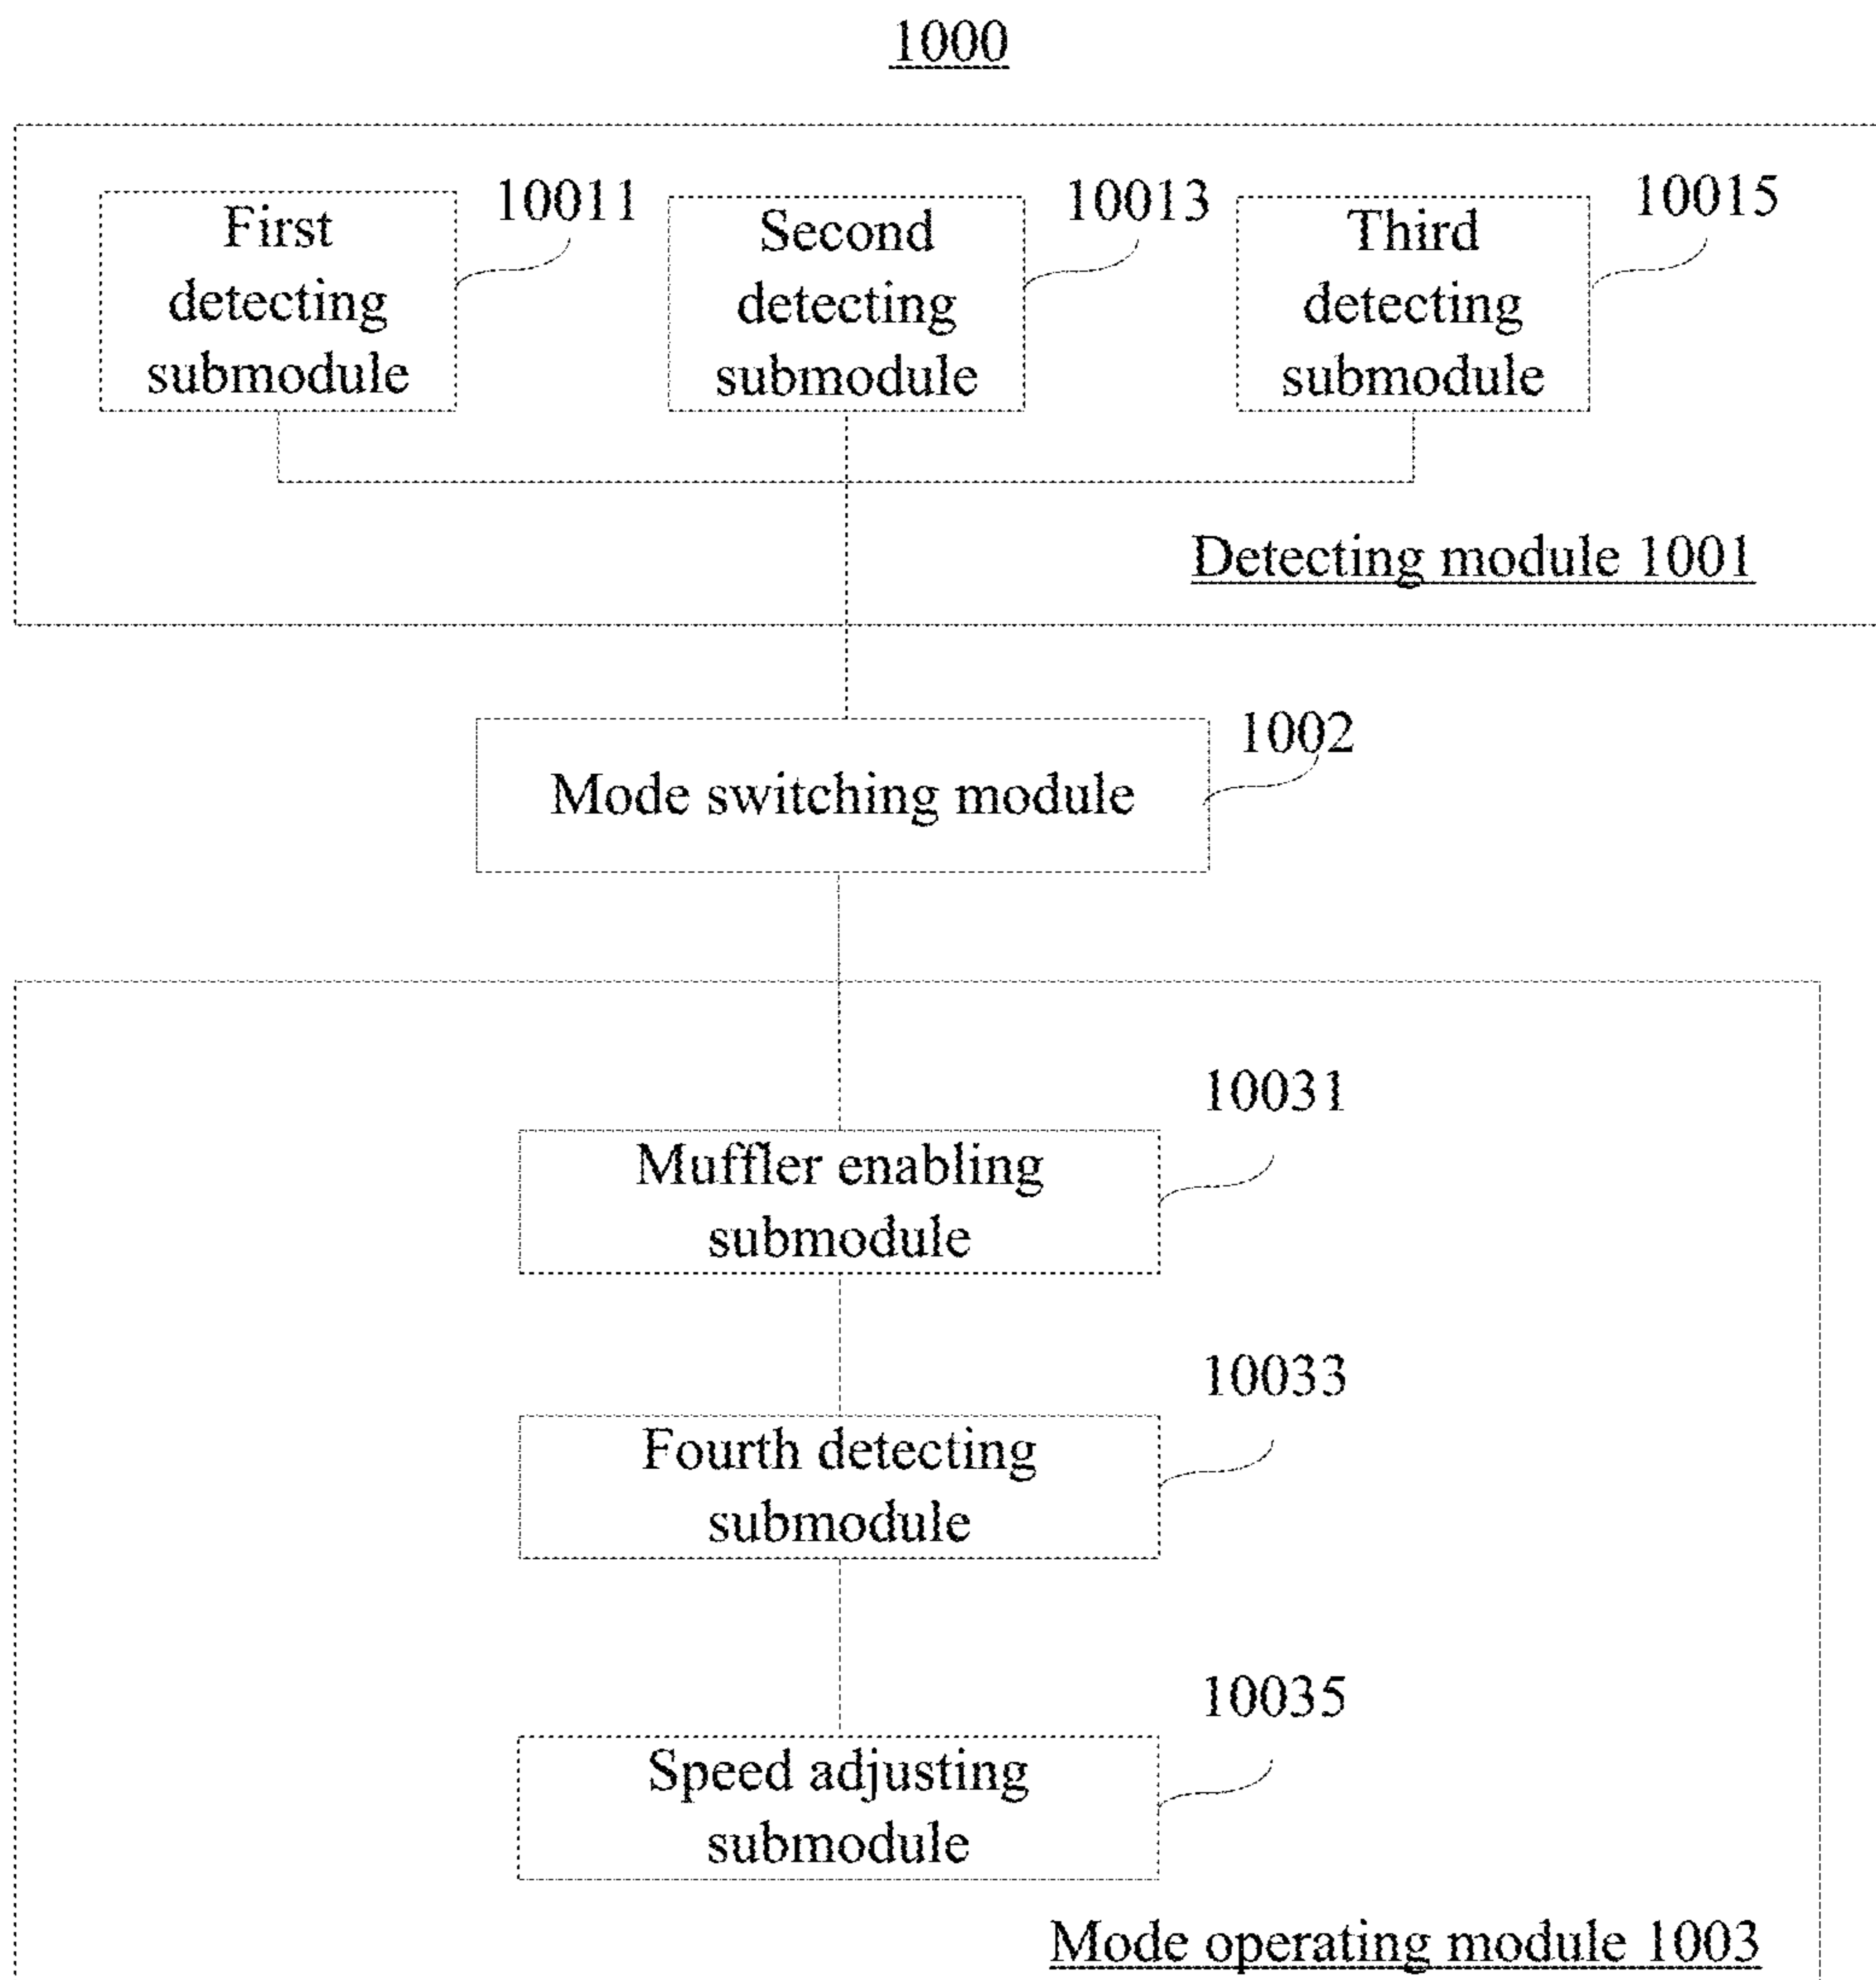 1000
10011
First
detecting
submodule
10013
Second
detecting
submodule
10015
Third
detecting
submodule
Detecting module 1001
1002
Mode switching module
10031
Muffler enabling
submodule
10033
Fourth detecting
submodule
10035
Speed adjusting
submodule
Mode operating module 1003